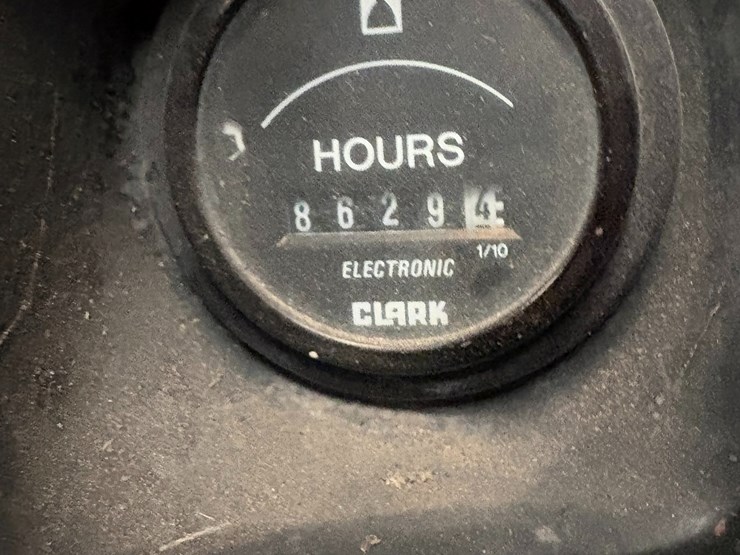 HOURS
8 6 2 9 4
1/10
ELECTRONIC
CLARK